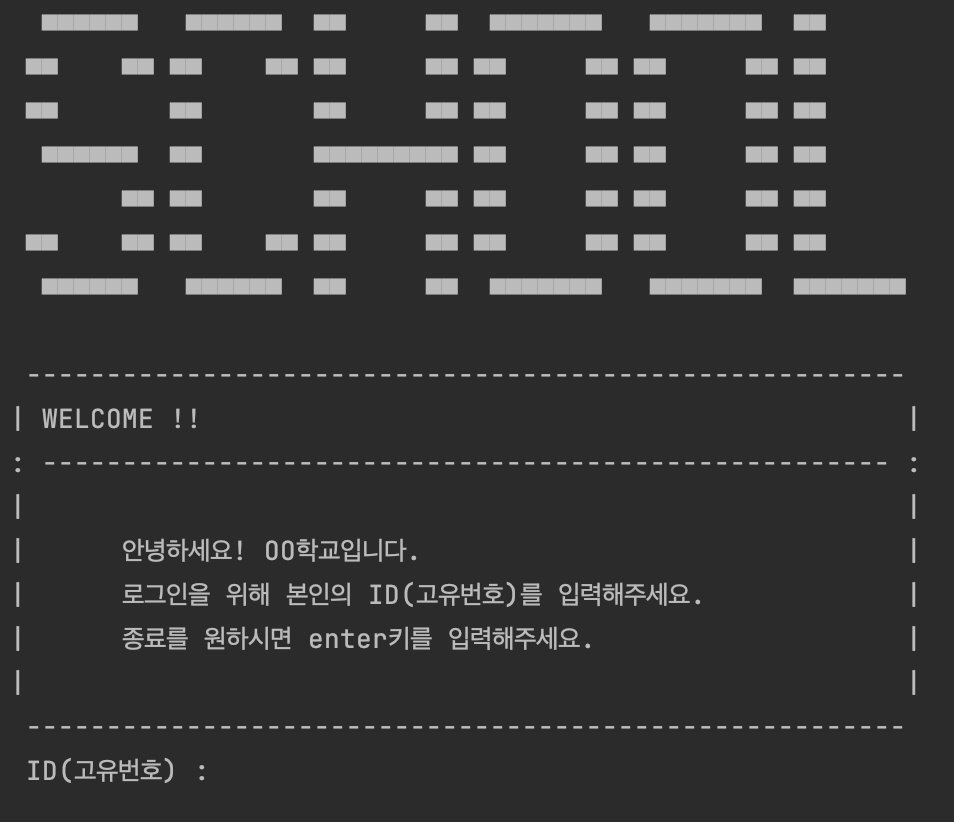 SCHOOL
WELCOME !!
안녕하세요! OO학교입니다.
로그인을 위해 본인의 ID(고유번호)를 입력해주세요.
종료를 원하시면 enter키를 입력해주세요.
ID(고유번호) :